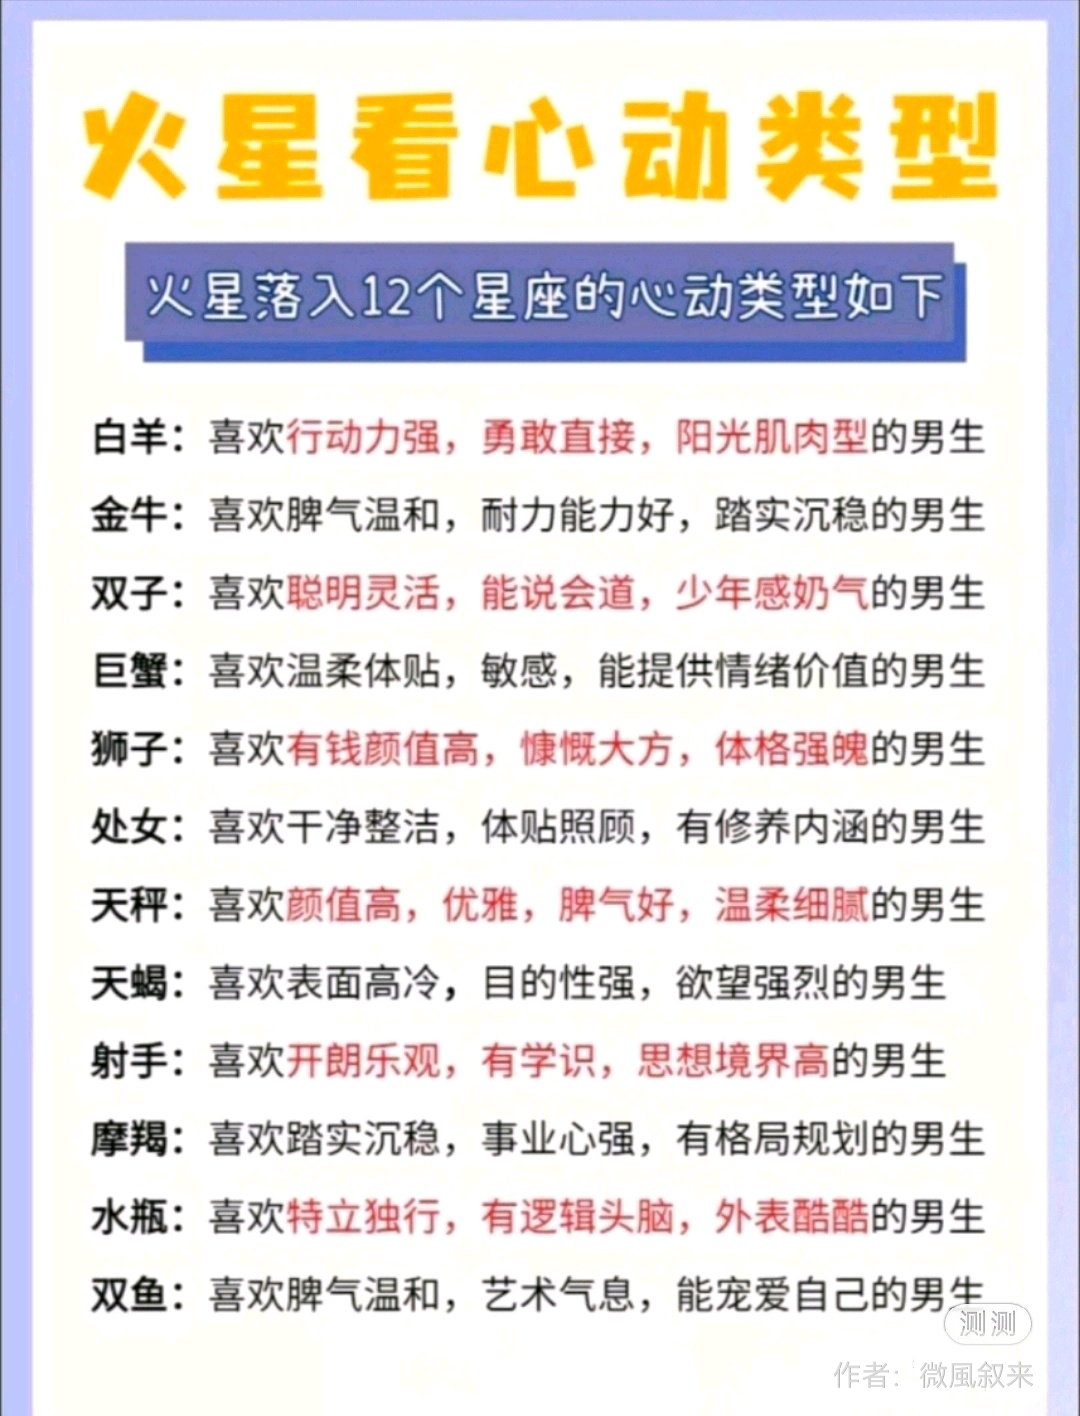 火星看心动类型
火星落入12个星座的心动类型如下
白羊：喜欢行动力强，勇敢直接，阳光肌肉型的男生
金牛：喜欢脾气温和，耐力能力好，踏实沉稳的男生
双子：喜欢聪明灵活，能说会道，少年感奶气的男生
巨蟹：喜欢温柔体贴，敏感，能提供情绪价值的男生
狮子：喜欢有钱颜值高，慷慨大方，体格强魄的男生
处女：喜欢干净整洁，体贴照顾，有修养内涵的男生
天秤：喜欢颜值高，优雅，脾气好，温柔细腻的男生
天蝎：喜欢表面高冷，目的性强，欲望强烈的男生
射手：喜欢开朗乐观，有学识，思想境界高的男生
摩羯：喜欢踏实沉稳，事业心强，有格局规划的男生
水瓶：喜欢特立独行，有逻辑头脑，外表酷酷的男生
双鱼：喜欢脾气温和，艺术气息，能宠爱自己的男生
测测
作者：微風叙来